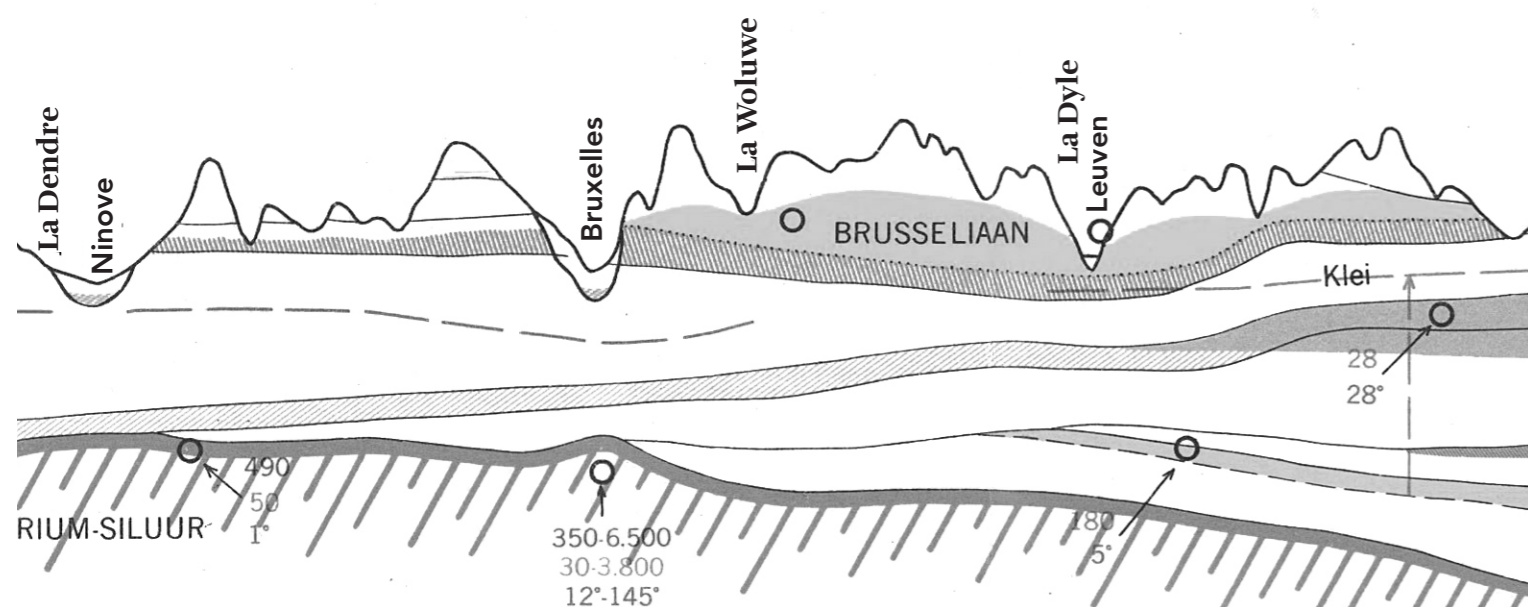 La Dendre
Ninove
Bruxelles
La Woluwe
La Dyle
Leuven
BRUSSELIAAN
Klei
28
28°
490
50
1°
RIUM-SILUUR
350-6.500
30-3.800
12°-145°
180
5°